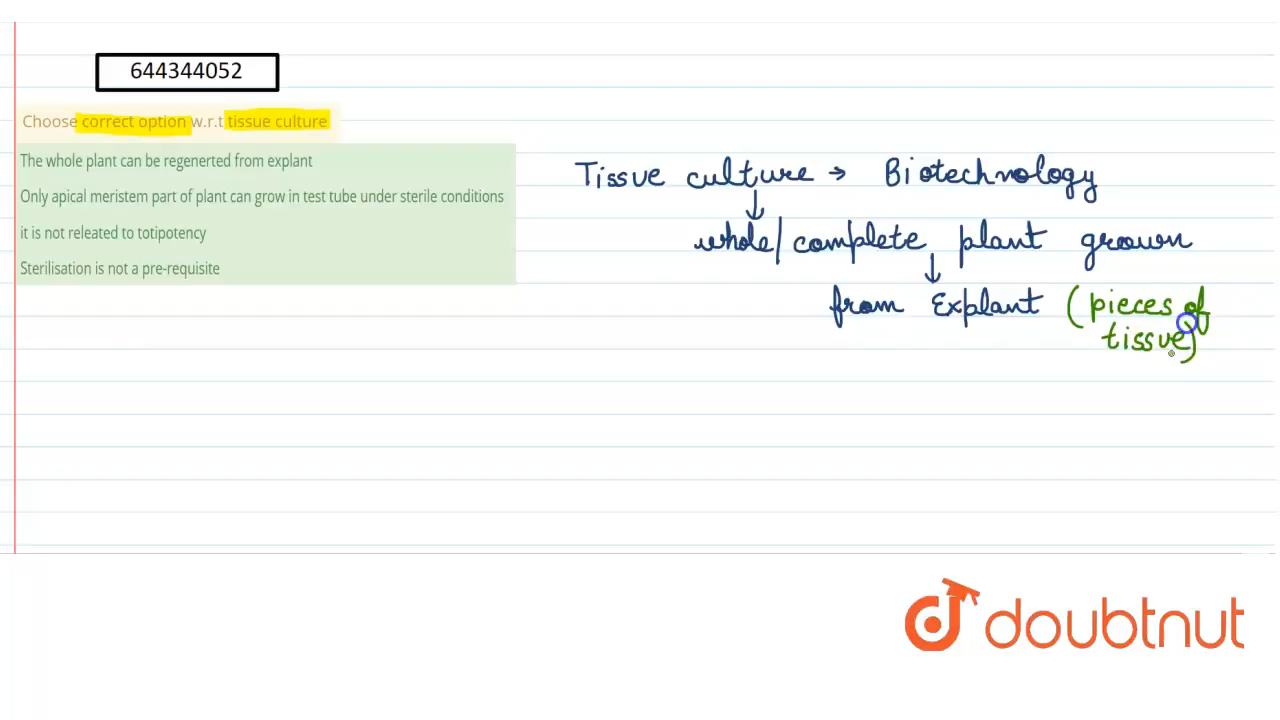 644344052
Choose correct option w.r.t tissue culture
The whole plant can be regenerted from explant
Only apical meristem part of plant can grow in test tube under sterile conditions
it is not releated to totipotency
Sterilisation is not a pre-requisite
Tissue culture → Biotechnology
↓
whole/complete plant grown
↓
from Explant (pieces of
tissue)
doubtnut